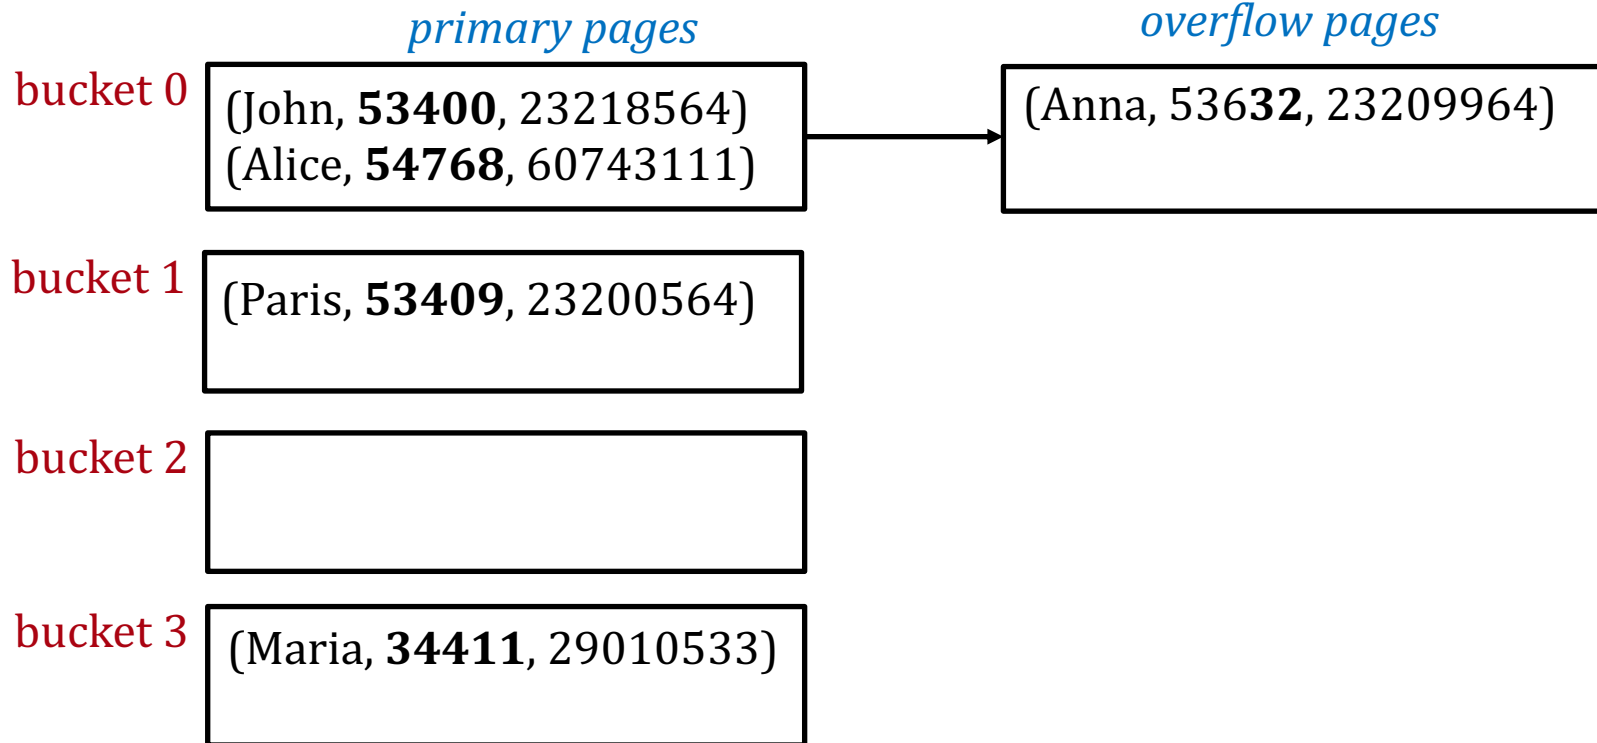 primary pages
overflow pages
bucket 0
(John, 53400, 23218564)
(Alice, 54768, 60743111)
(Anna, 53632, 23209964)
bucket 1
(Paris, 53409, 23200564)
bucket 2
bucket 3
(Maria, 34411, 29010533)